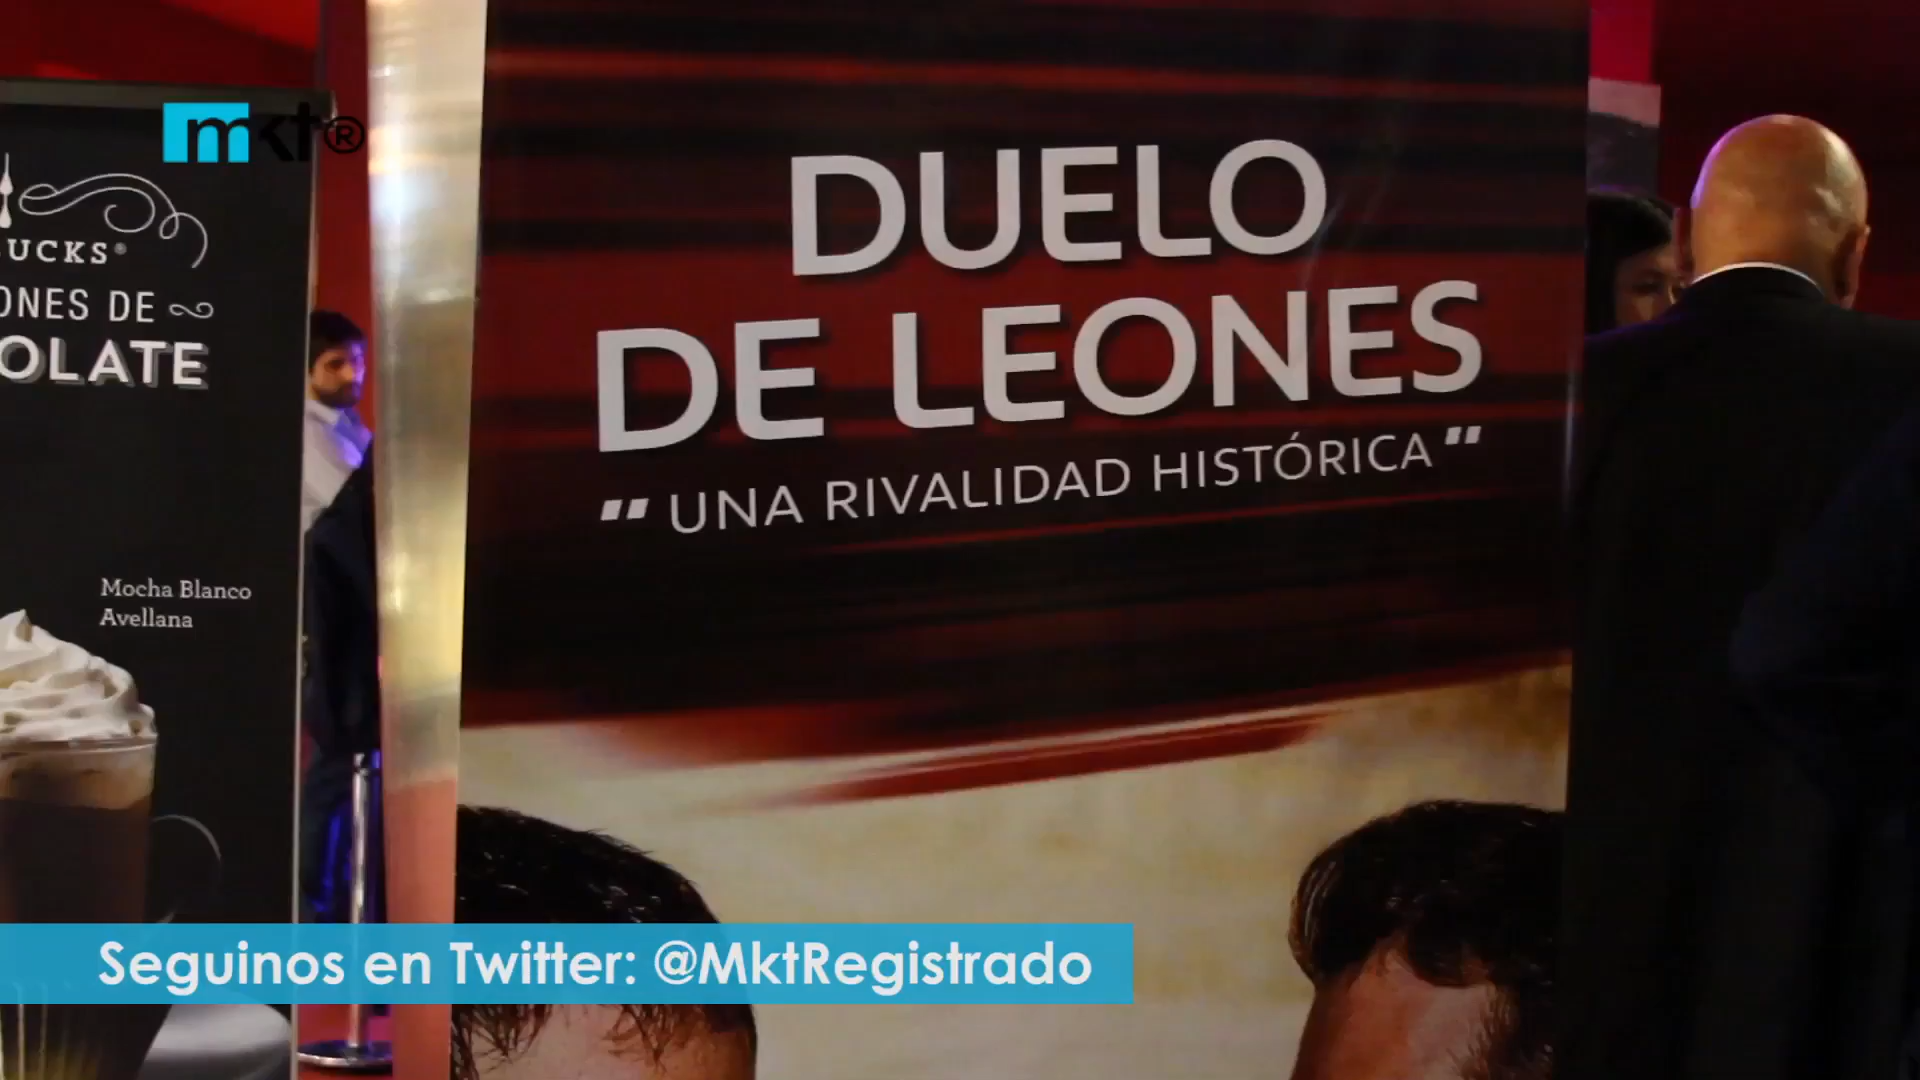 mkt®
UCKS®
ONES DE
OLATE
Mocha Blanco
Avellana
DUELO
DE LEONES
"UNA RIVALIDAD HISTÓRICA"
Seguinos en Twitter: @MktRegistrado